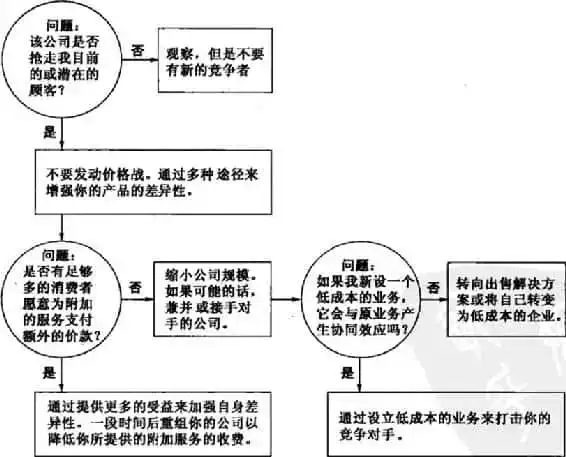 问题：
该公司是否
抢走我目前
的或潜在的
顾客？
否
观察，但是不要
有新的竞争者
是
不要发动价格战。通过多种途径来
增强你的产品的差异性。
问题：
是否有足够
多的消费者
愿意为附加
的服务支付
额外的价款？
否
缩小公司规模。
如果可能的话，
兼并或接手对
手的公司。
问题：
如果我新设一个
低成本的业务，
它会与原业务产
生协同效应吗？
否
转向出售解决方
案或将自己转变
为低成本的企业。
是
通过提供更多的受益来加强自身差
异性。一段时间后重组你的公司以
降低你所提供的附加服务的收费。
是
通过设立低成本的业务来打击你的
竞争对手。